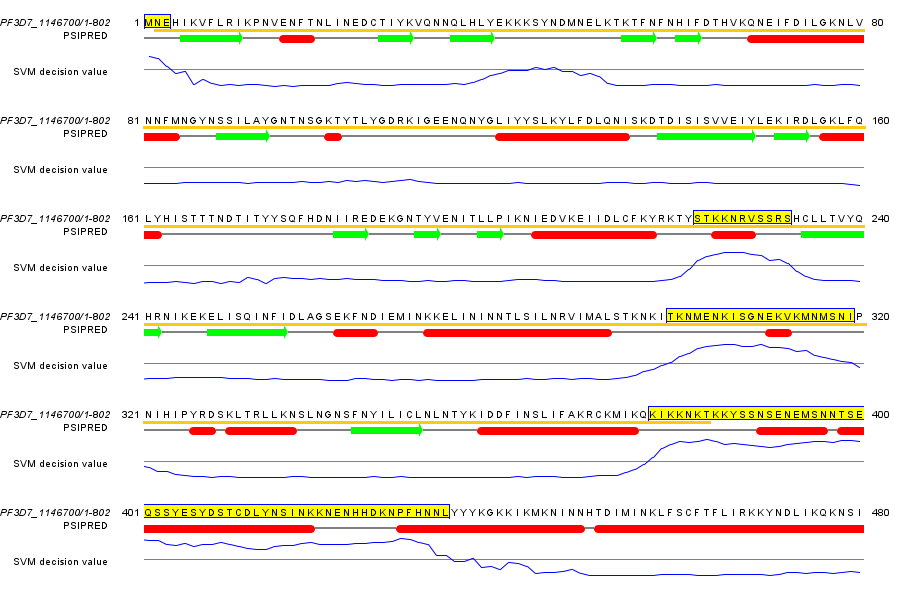 PF3D7_1146700/1-802 1 MNEHIKVFLRIKPNVENFTNLINEDCTIYKVQNNQLHLYEKKKSYNDMNELKTKTFNFNHIFDTHVKQNEIFDILGKNLV 80
PSIPRED
SVM decision value
PF3D7_1146700/1-802 81 NNFMNGYNSSILAYGNTNSGKTYTLYGDRKIGEENQNYGLIYYSLKYLFDLQNISKDTDISISVVEIYLEKIRDLGKLFQ 160
PSIPRED
SVM decision value
PF3D7_1146700/1-802 161 LYHISTTTNDTITYYSQFHDNIIREDEKGNTYVENITLLPIKNIEDVKEIIDLCFKYRKTYSTKKNRVSSRSHCLLTVYQ 240
PSIPRED
SVM decision value
PF3D7_1146700/1-802 241 HRNIKEKELISQINFIDLAGSEKFNDIEMINKKELININNTLSILNRVIMALSTKNKITKNMENKISGNEKVKMNMSNIP 320
PSIPRED
SVM decision value
PF3D7_1146700/1-802 321 NIHIPYRDSKLTRLLKNSLNGNSFNYILICLNLNTYKIDDFINSLIFAKRCKMIKQKIKKNKTKKYSSNSENEMSNNTSE 400
PSIPRED
SVM decision value
PF3D7_1146700/1-802 401 QSSYESYDSTCDLYNSINKKNENHHDKNPFHNNLYYYKGKKIKMKNINNHTDIMINKLFSCFTFLIRKKYNDLIKQKNSI 480
PSIPRED
SVM decision value